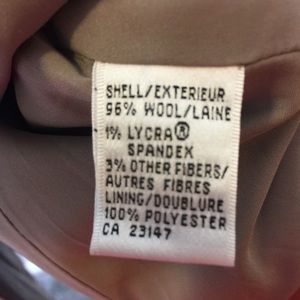 SHELL/EXTERIEUR
96% WOOL/LAINE
1% LYCRA®
SPANDEX
3% OTHER FIBERS/
AUTRES FIBRES
LINING/DOUBLURE
100% POLYESTER
CA 23147